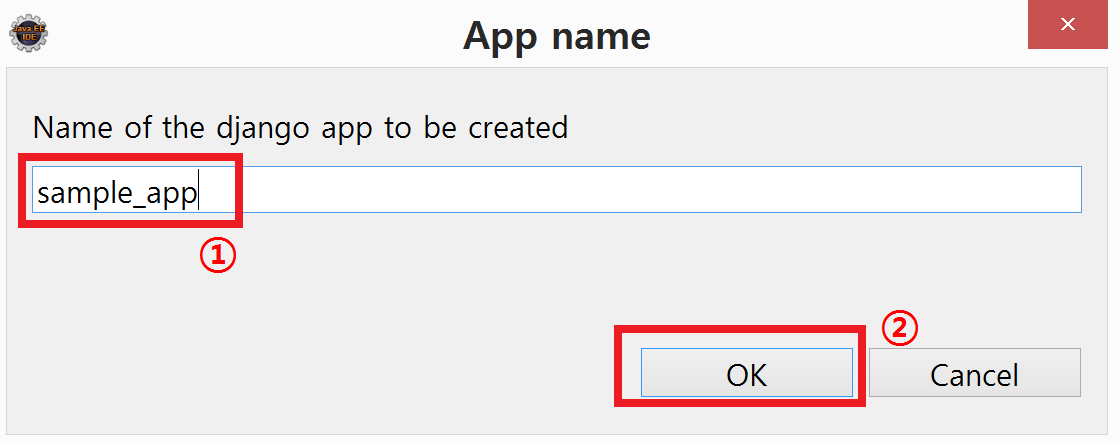 Java EE
IDE
App name
x
Name of the django app to be created
sample_app
①
②
OK
Cancel